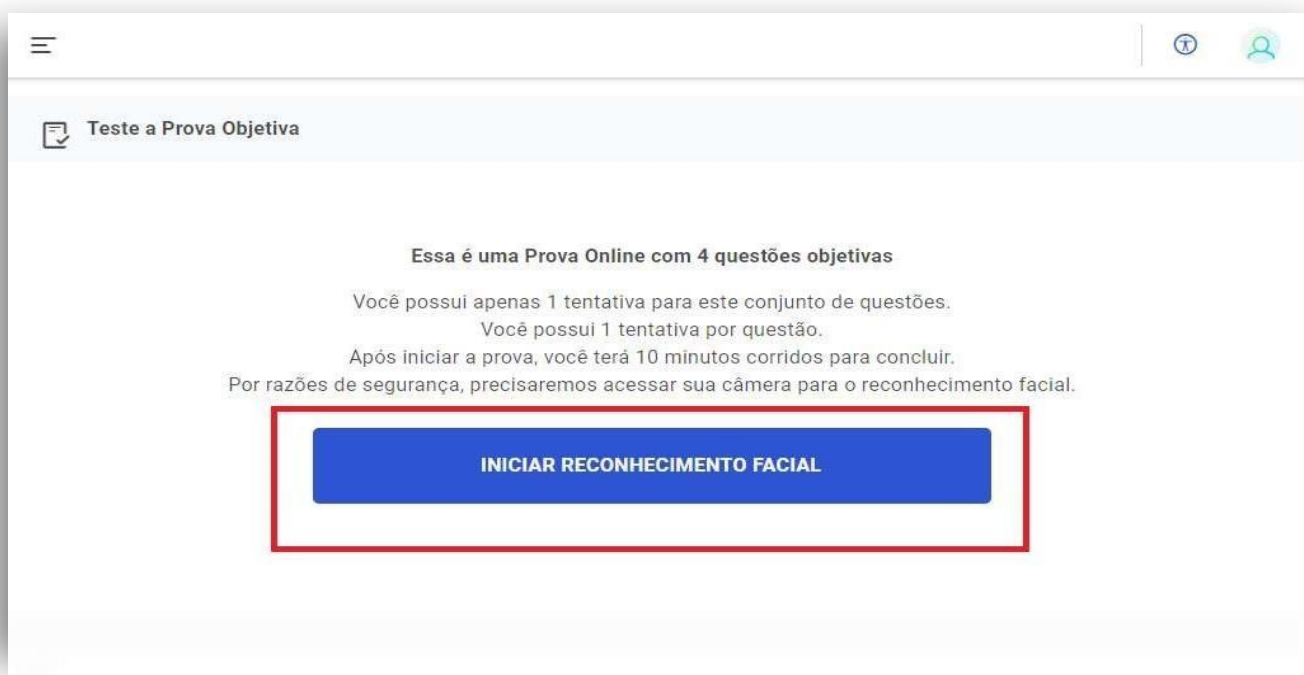 Teste a Prova Objetiva
Essa é uma Prova Online com 4 questões objetivas
Você possui apenas 1 tentativa para este conjunto de questões.
Você possui 1 tentativa por questão.
Após iniciar a prova, você terá 10 minutos corridos para concluir.
Por razões de segurança, precisaremos acessar sua câmera para o reconhecimento facial.
INICIAR RECONHECIMENTO FACIAL